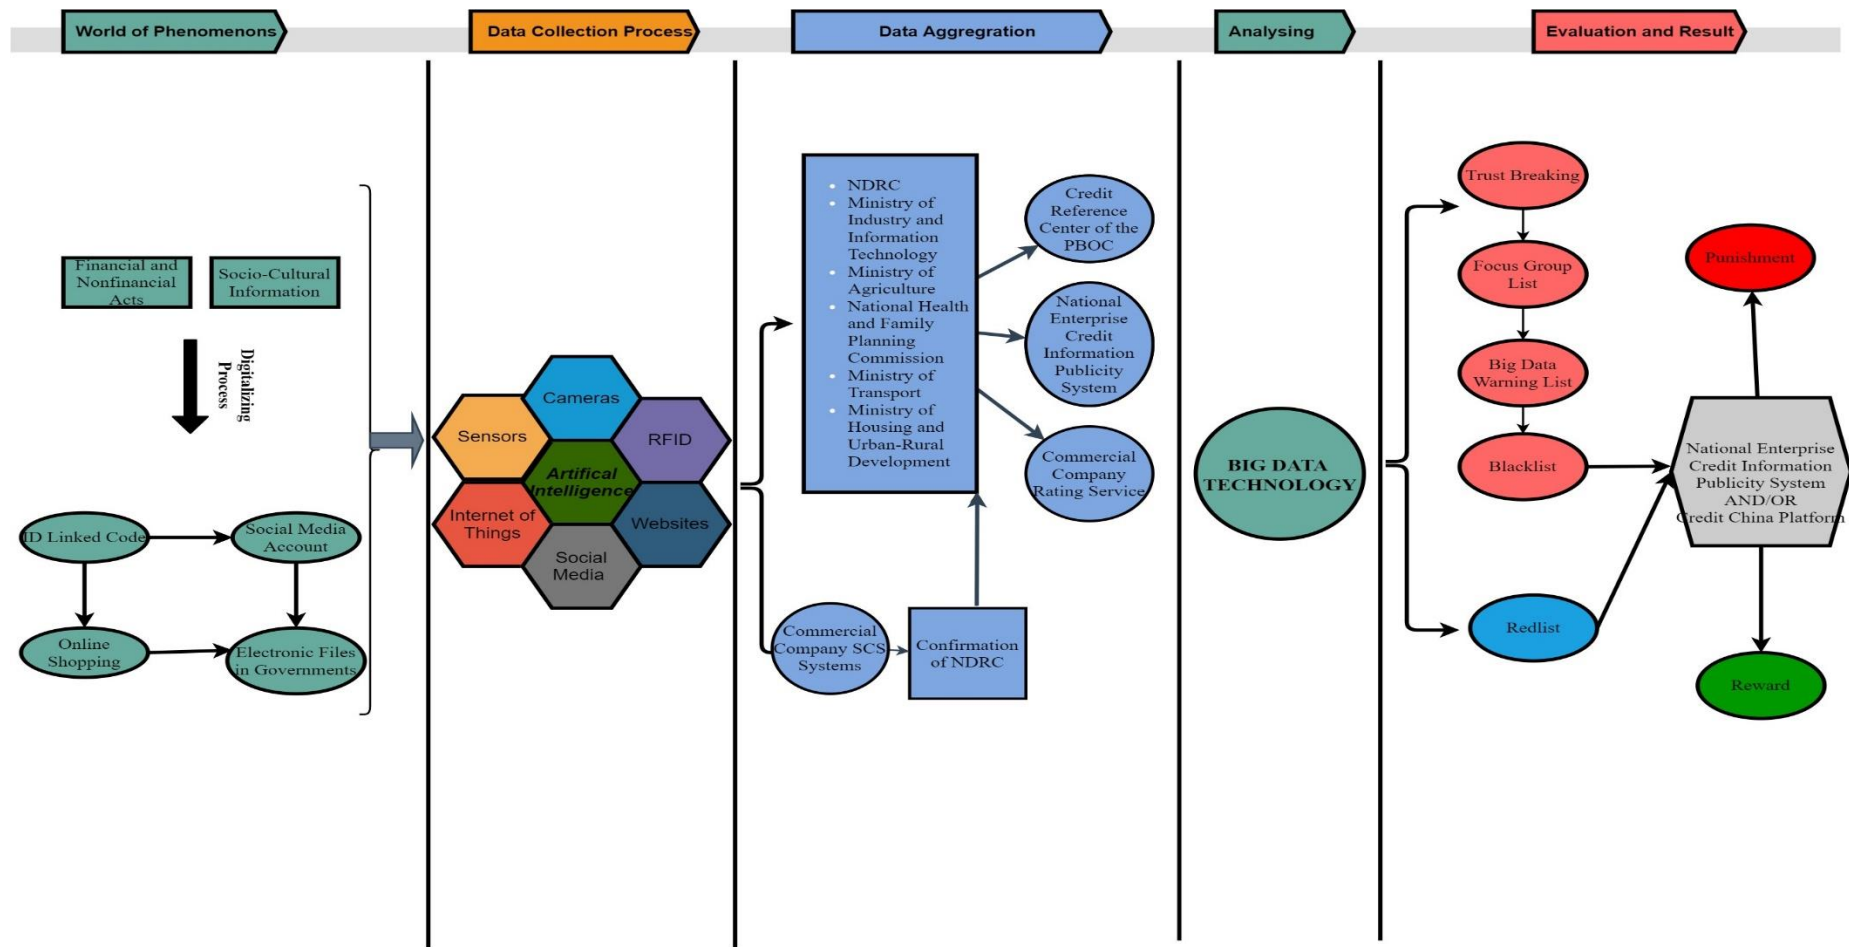 World of Phenomenons
Data Collection Process
Data Aggregration
Analysing
Evaluation and Result
Financial and
Nonfinancial
Acts
Socio-Cultural
Information
Digitalizing
Process
ID Linked Code
Social Media
Account
Online
Shopping
Electronic Files
in Governments
Cameras
Sensors
RFID
Artifical
Intelligence
Internet of
Things
Websites
Social
Media
NDRC
Ministry of
Industry and
Information
Technology
Ministry of
Agriculture
National Health
and Family
Planning
Commission
Ministry of
Transport
Ministry of
Housing and
Urban-Rural
Development
Credit
Reference
Center of the
PBOC
National
Enterprise
Credit
Information
Publicity
System
Commercial
Company
Rating Service
Commercial
Company SCS
Systems
Confirmation
of NDRC
BIG DATA
TECHNOLOGY
Trust Breaking
Focus Group
List
Big Data
Warning List
Blacklist
Redlist
Punishment
National Enterprise
Credit Information
Publicity System
AND/OR
Credit China Platform
Reward